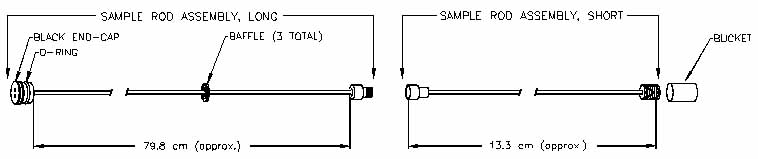 SAMPLE ROD ASSEMBLY, LONG
SAMPLE ROD ASSEMBLY, SHORT
BLACK END-CAP
BAFFLE (3 TOTAL)
BUCKET
O-RING
79.8 cm (approx.)
13.3 cm (approx.)